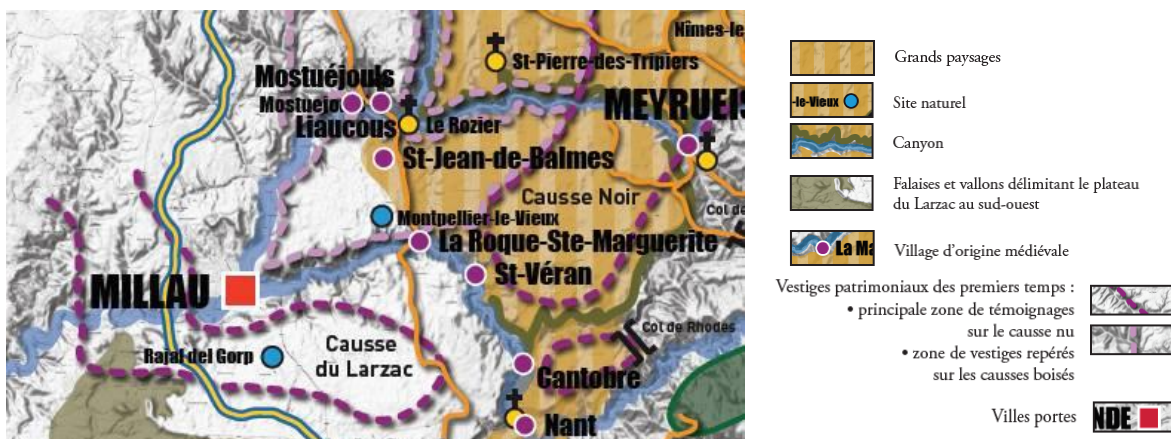 Nîmes-le-
St-Pierre-des-Tripiers
Mostuéjouls
Mostuejo
Liaucous
Le Rozier
MEYRUEIS
St-Jean-de-Balmes
Causse Noir
Col de
Montpellier-le-Vieux
La Roque-Ste-Marguerite
St-Véran
MILLAU
Col de Rhodes
Rajal del Gorp
Causse
du Larzac
Cantobre
Nant
Grands paysages
-le-Vieux
Site naturel
Canyon
Falaises et vallons délimitant le plateau
du Larzac au sud-ouest
La Ma
Village d'origine médiévale
Vestiges patrimoniaux des premiers temps :
• principale zone de témoignages
sur le causse nu
• zone de vestiges repérés
sur les causses boisés
Villes portes
NDE